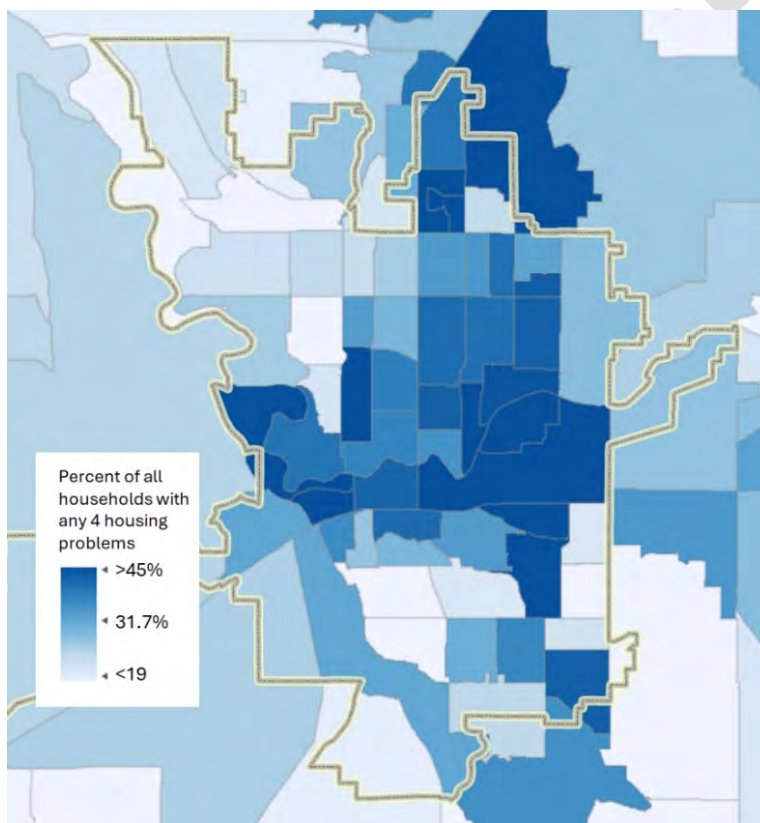 Percent of all
households with
any 4 housing
problems
>45%
31.7%
<19